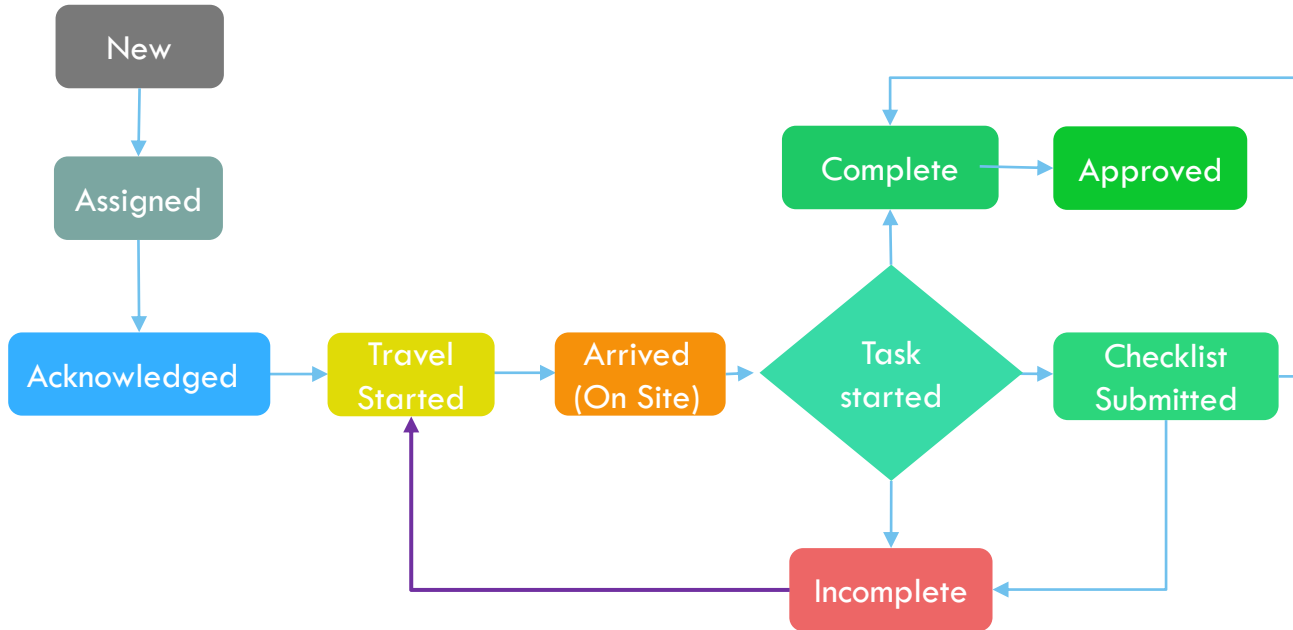 New
Assigned
Complete
Approved
Acknowledged
Travel
Started
Arrived
(On Site)
Task
started
Checklist
Submitted
Incomplete